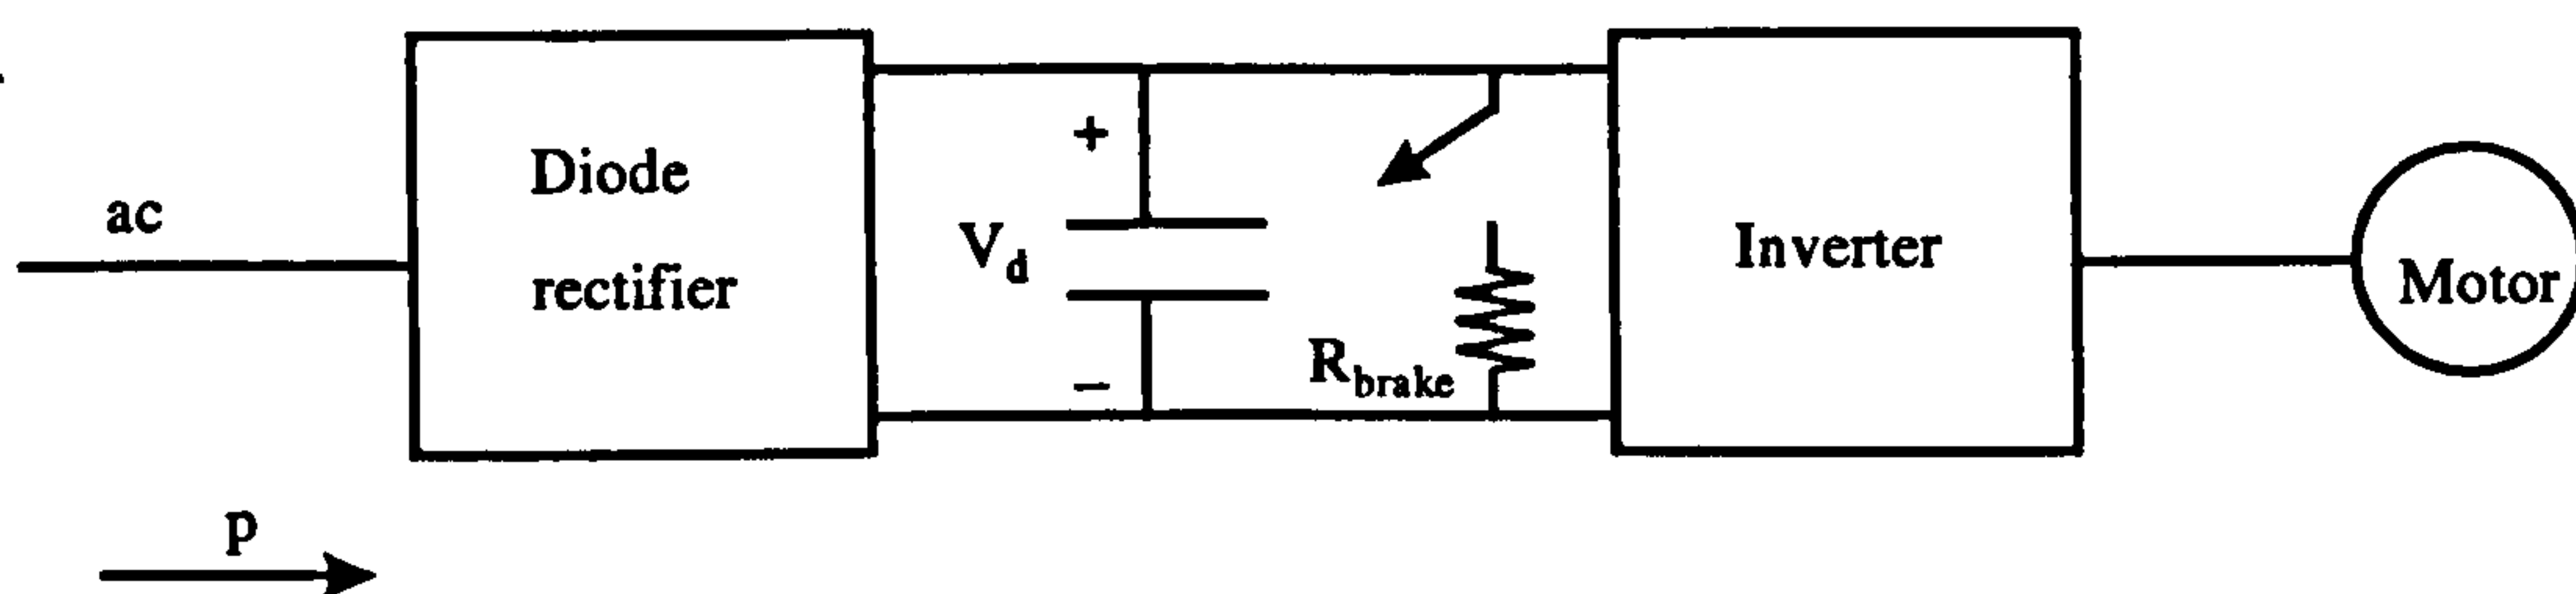 ac
Diode
rectifier
+
V_d
−
R_brake
Inverter
Motor
p